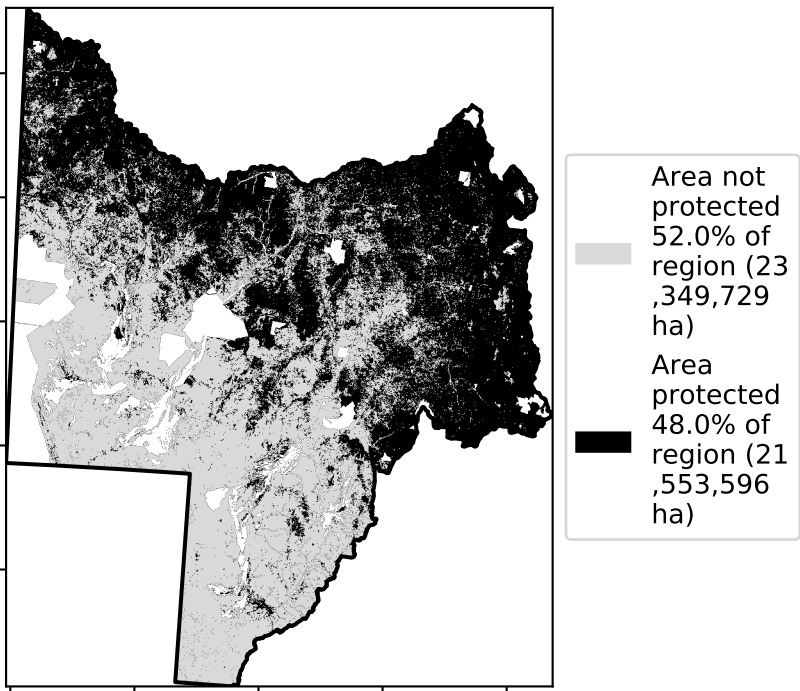 Area not
protected
52.0% of
region (23
,349,729
ha)
Area
protected
48.0% of
region (21
,553,596
ha)